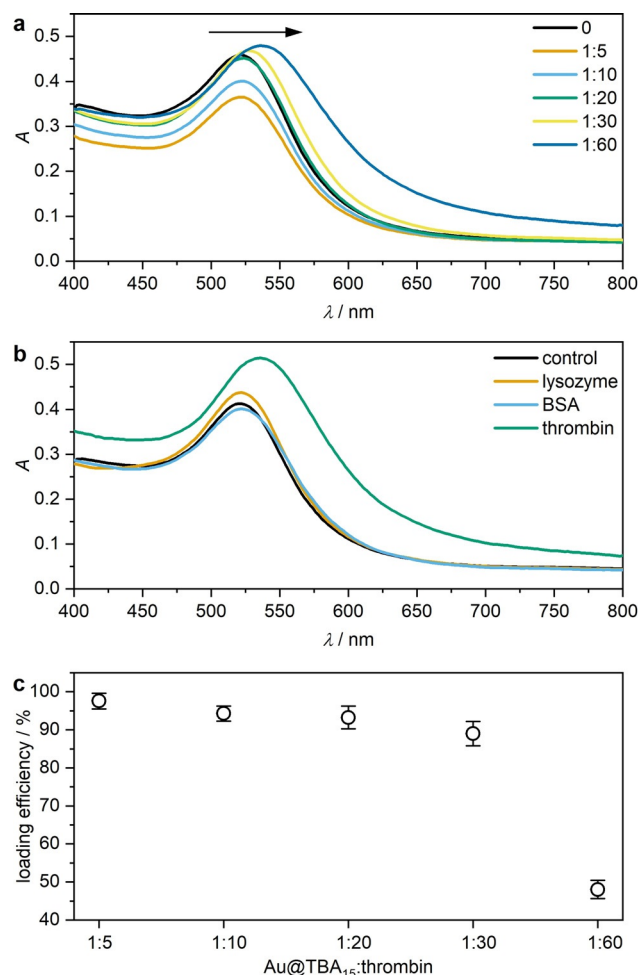 a
0
1:5
1:10
1:20
1:30
1:60
0.5
0.4
0.3
0.2
0.1
0.0
A
400 450 500 550 600 650 700 750 800
λ / nm
b
control
lysozyme
BSA
thrombin
0.5
0.4
0.3
0.2
0.1
0.0
A
400 450 500 550 600 650 700 750 800
λ / nm
c
100
90
80
70
60
50
40
loading efficiency / %
1:5 1:10 1:20 1:30 1:60
Au@TBA₁₅:thrombin